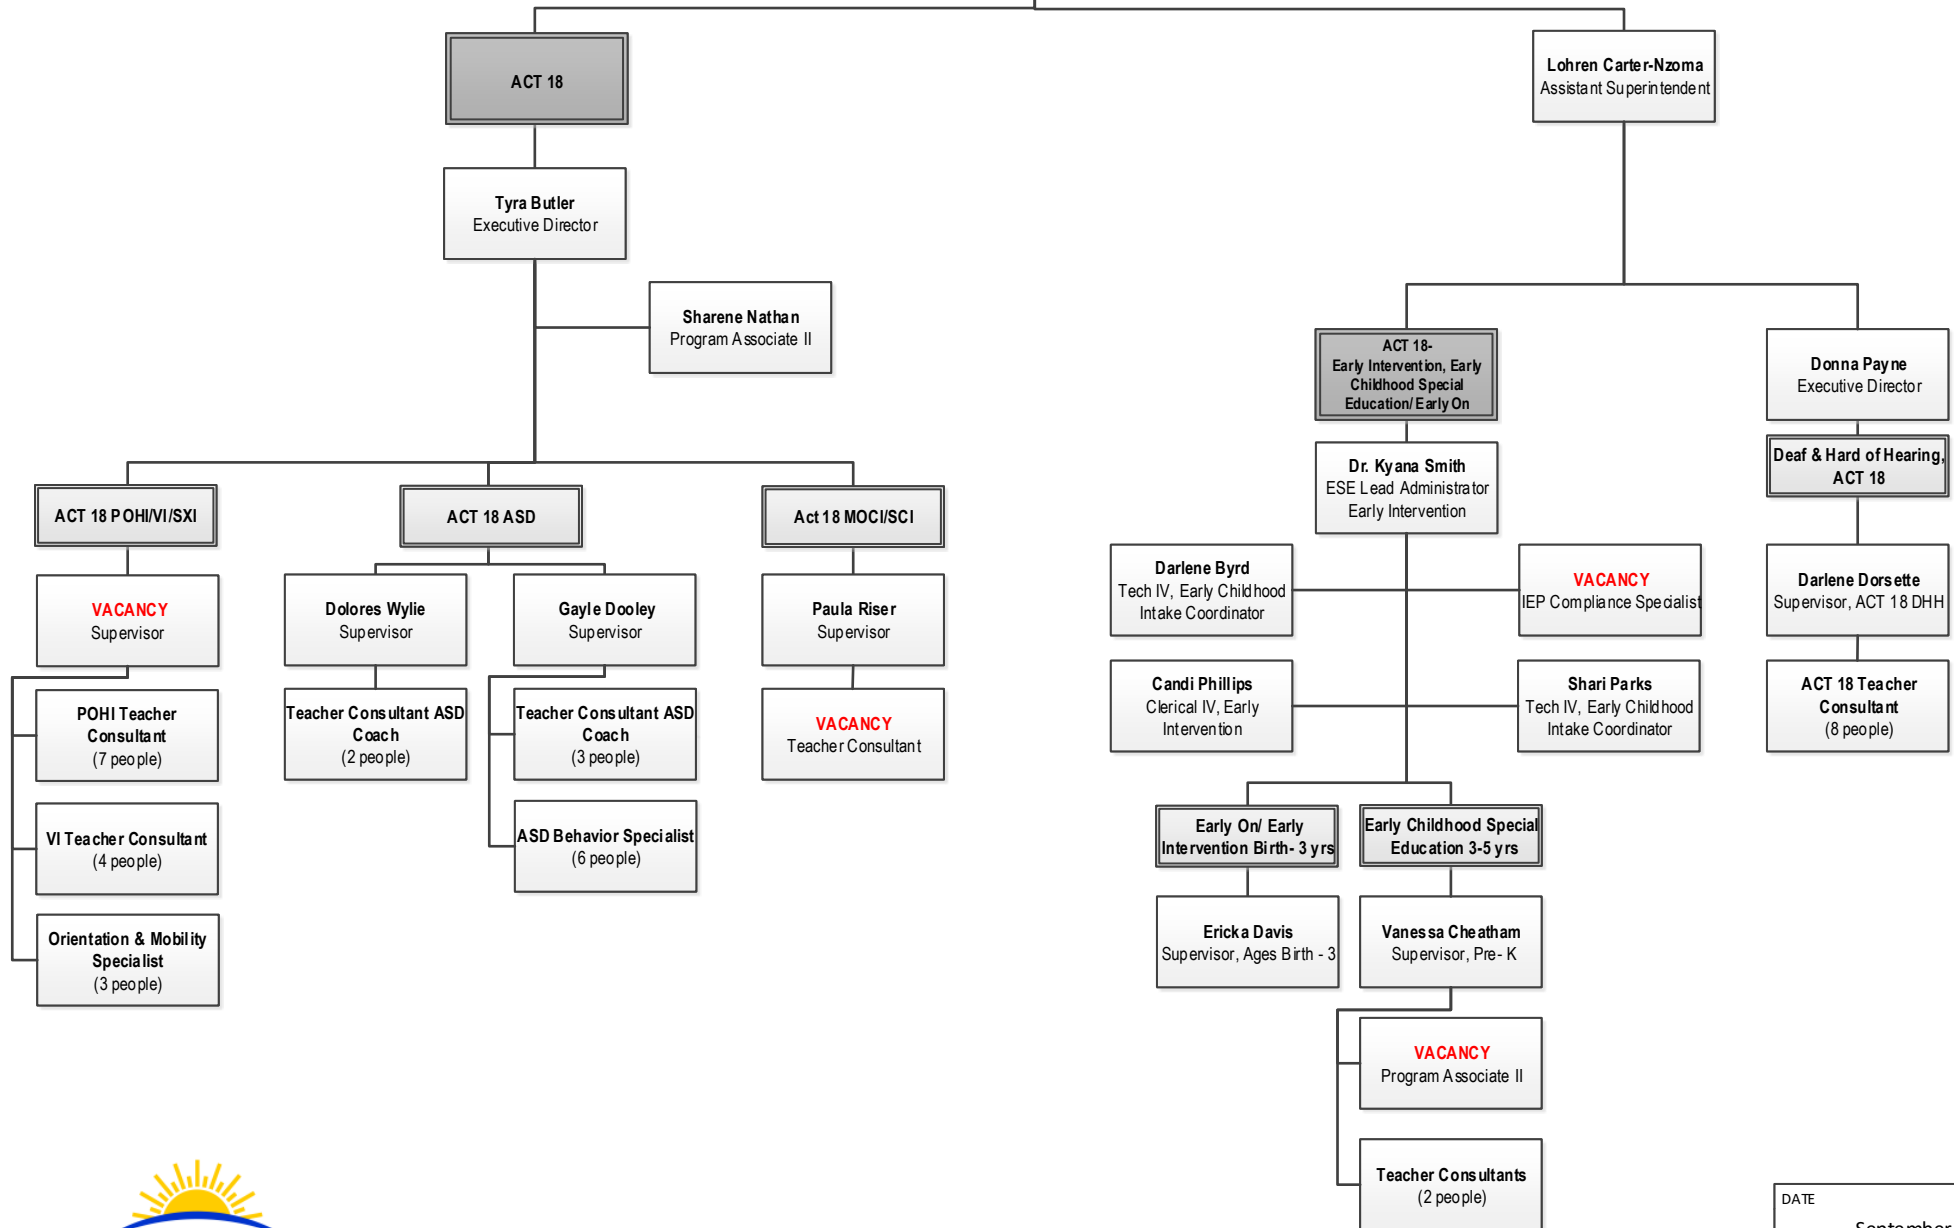 ACT 18
Lohren Carter-Nzoma
Assistant Superintendent
Tyra Butler
Executive Director
Sharene Nathan
Program Associate II
ACT 18 POHI/VI/SXI
VACANCY
Supervisor
POHI Teacher
Consultant
(7 people)
VI Teacher Consultant
(4 people)
Orientation & Mobility
Specialist
(3 people)
ACT 18 ASD
Dolores Wylie
Supervisor
Teacher Consultant ASD
Coach
(2 people)
Gayle Dooley
Supervisor
Teacher Consultant ASD
Coach
(3 people)
ASD Behavior Specialist
(6 people)
Act 18 MOCI/SCI
Paula Riser
Supervisor
VACANCY
Teacher Consultant
ACT 18-
Early Intervention, Early
Childhood Special
Education/ Early On
Dr. Kyana Smith
ESE Lead Administrator
Early Intervention
Darlene Byrd
Tech IV, Early Childhood
Intake Coordinator
VACANCY
IEP Compliance Specialist
Candi Phillips
Clerical IV, Early
Intervention
Shari Parks
Tech IV, Early Childhood
Intake Coordinator
Early On/ Early
Intervention Birth- 3 yrs
Ericka Davis
Supervisor, Ages Birth - 3
Early Childhood Special
Education 3-5 yrs
Vanessa Cheatham
Supervisor, Pre- K
VACANCY
Program Associate II
Teacher Consultants
(2 people)
Donna Payne
Executive Director
Deaf & Hard of Hearing,
ACT 18
Darlene Dorsette
Supervisor, ACT 18 DHH
ACT 18 Teacher
Consultant
(8 people)
DATE
September